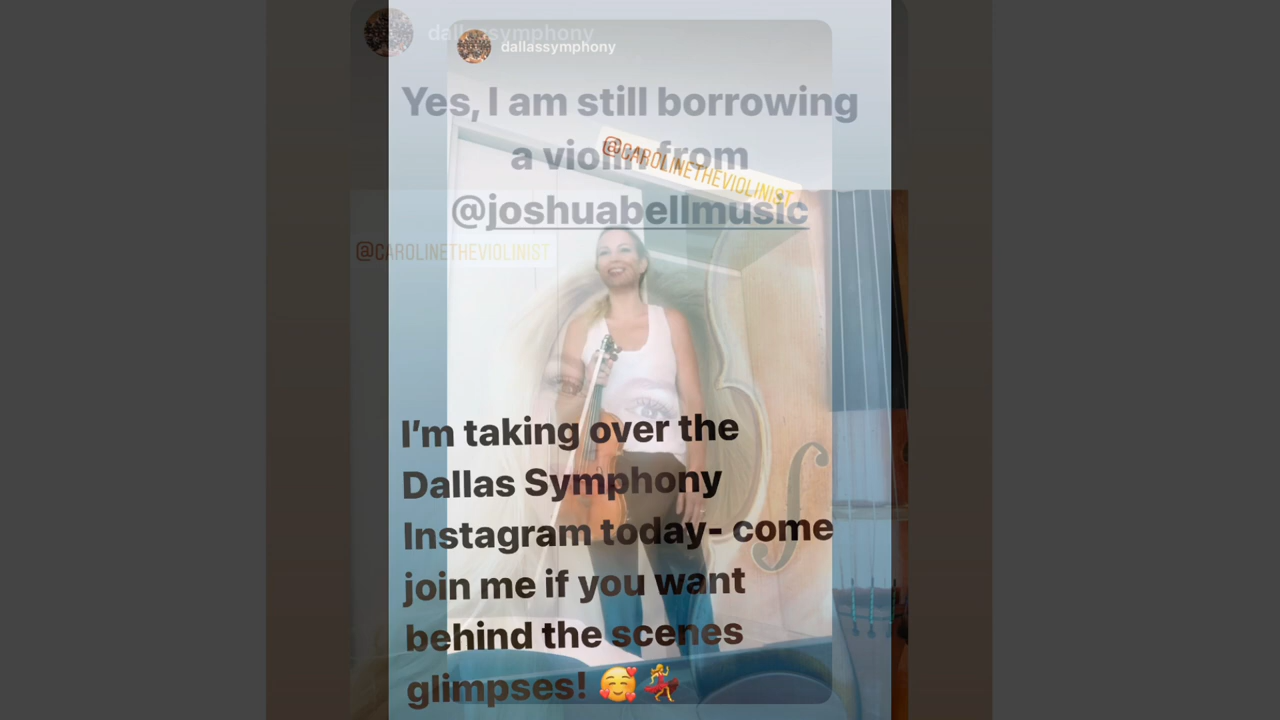 dallassymphony
dallassymphony
Yes, I am still borrowing
a violin from
@CAROLINETHEVIOLINIST
@joshuabellmusic
@CAROLINETHEVIOLINIST
I'm taking over the
Dallas Symphony
Instagram today- come
join me if you want
behind the scenes
glimpses! 🥰 💃